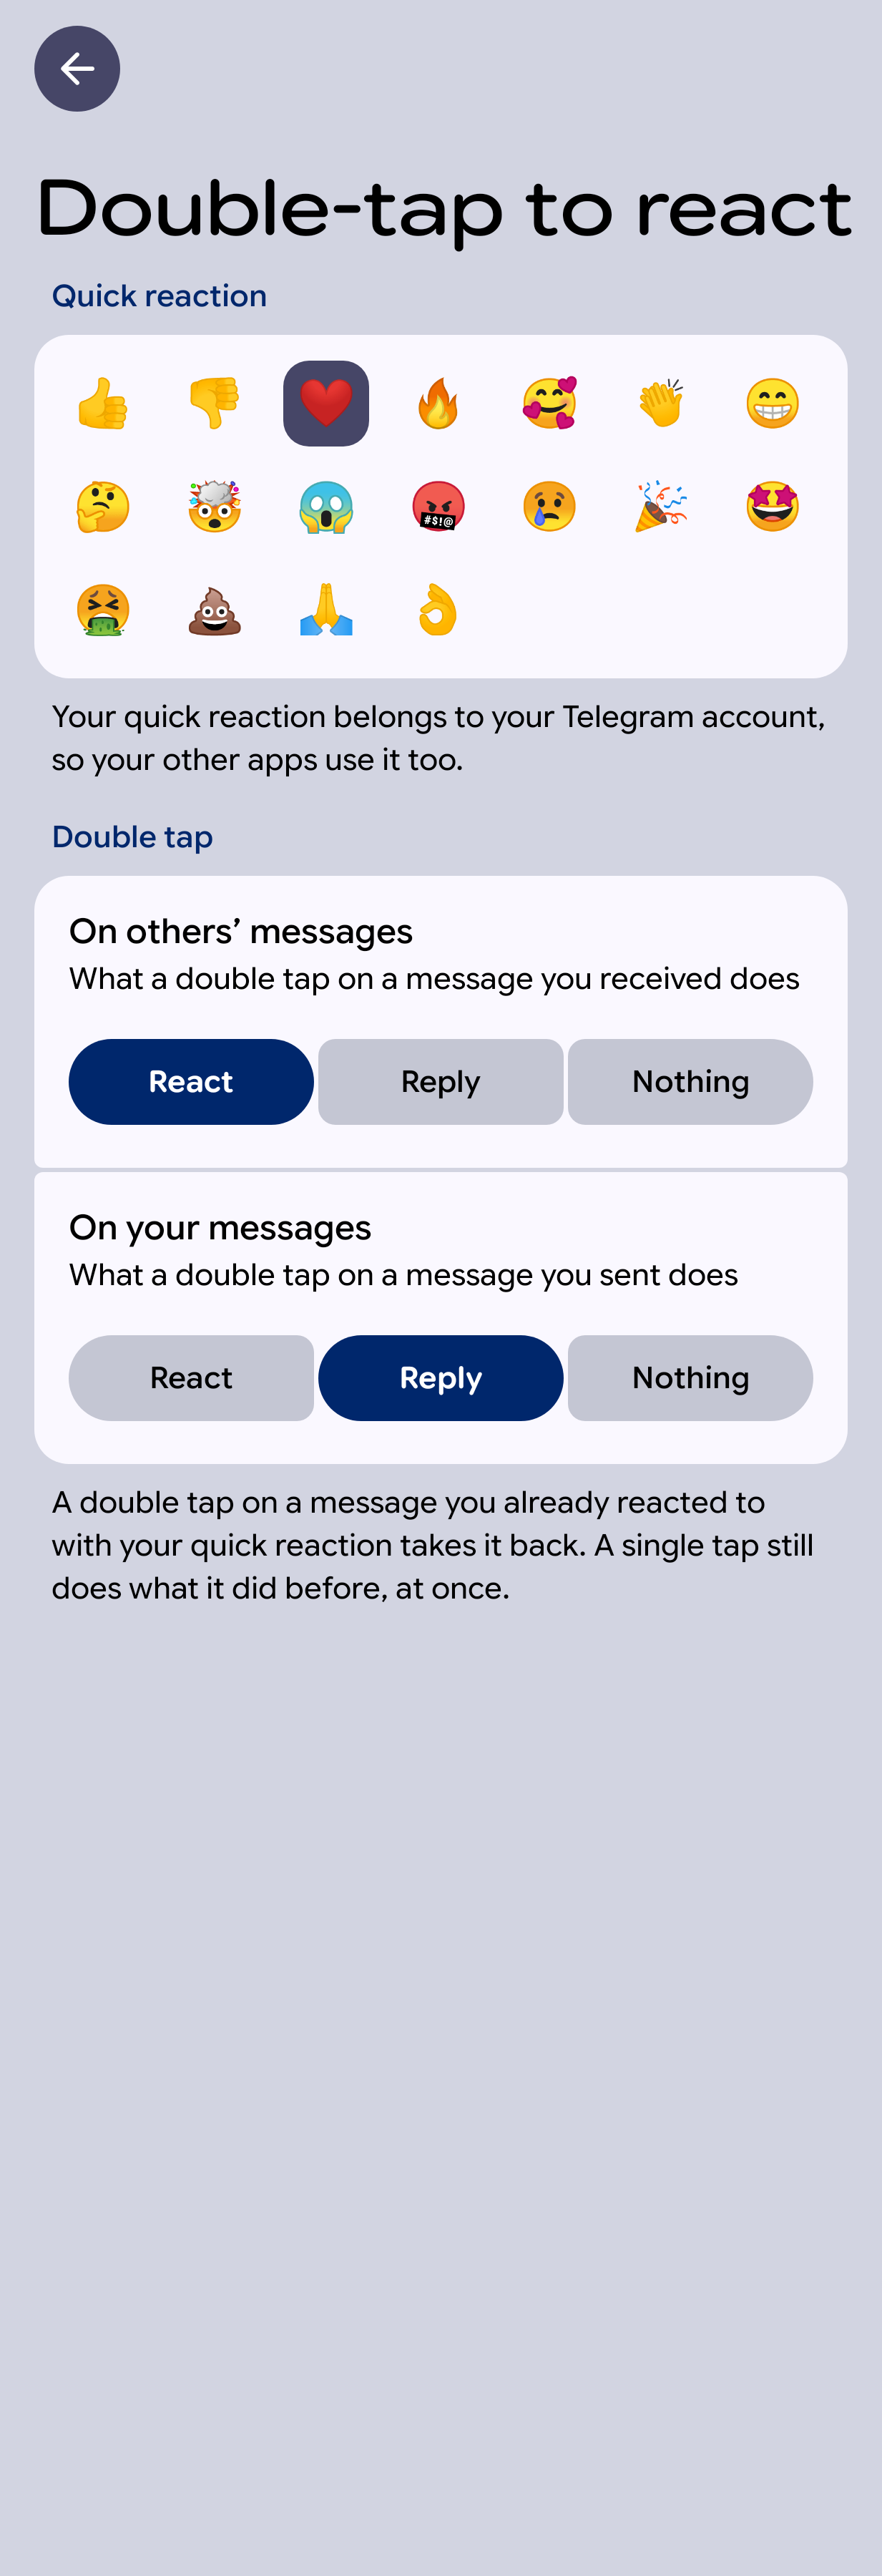 Double-tap to react
Quick reaction
#$!@
Your quick reaction belongs to your Telegram account,
so your other apps use it too.
Double tap
On others’ messages
What a double tap on a message you received does
React Reply Nothing
On your messages
What a double tap on a message you sent does
React Reply Nothing
A double tap on a message you already reacted to
with your quick reaction takes it back. A single tap still
does what it did before, at once.